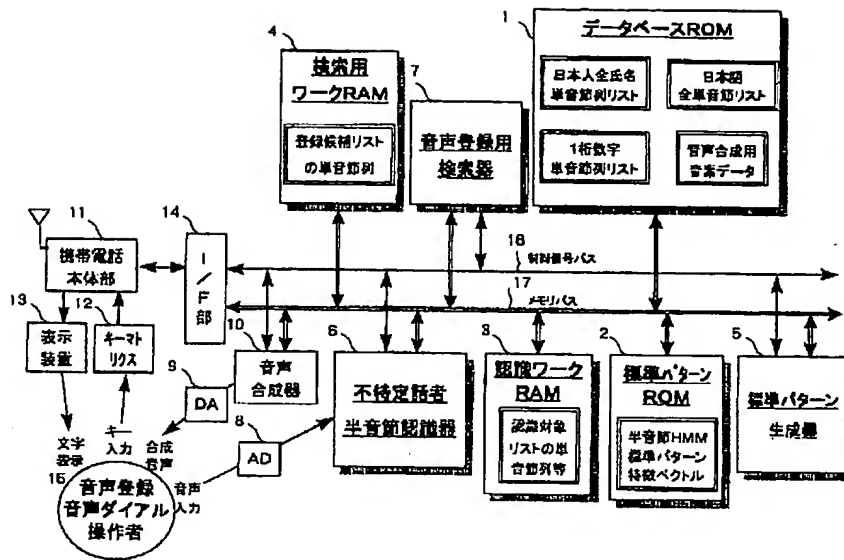 1
データベースROM
日本人全氏名
単音節列リスト
日本語
全単音節リスト
1桁数字
単音節列リスト
音声合成用
音素データ
4
検索用
ワークRAM
登録候補リスト
の単音節列
7
音声登録用
検索器
11
携帯電話
本体部
14
I/F部
18
制御信号バス
17
メモリバス
13
表示
装置
12
キーマト
リクス
10
音声
合成器
9
DA
8
AD
6
不特定話者
半音節認識器
3
認識ワーク
RAM
認識対象
リストの単
音節列等
2
標準パターン
ROM
半音節HMM
標準パターン
特徴ベクトル
5
標準パターン
生成器
文字
表示
キー
入力
合成
音声
音声
入力
15
音声登録
音声ダイアル
操作者